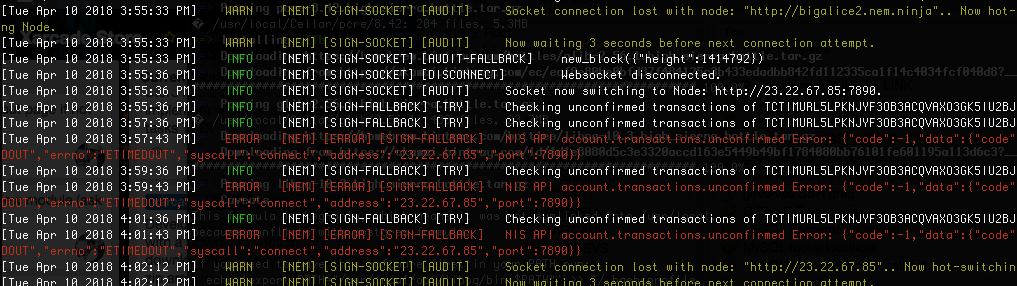 [Tue Apr 10 2018 3:55:33 PM] WARN [NEM] [SIGN-SOCKET] [AUDIT] Socket connection lost with node: "http://bigalice2.nem.ninja".. Now hot-
ng Node.
[Tue Apr 10 2018 3:55:33 PM] WARN [NEM] [SIGN-SOCKET] [AUDIT] Now waiting 3 seconds before next connection attempt.
[Tue Apr 10 2018 3:55:33 PM] INFO [NEM] [SIGN-SOCKET] [AUDIT-FALLBACK] new_block({"height":1414792})
[Tue Apr 10 2018 3:55:36 PM] INFO [NEM] [SIGN-SOCKET] [DISCONNECT] Websocket disconnected.
[Tue Apr 10 2018 3:55:36 PM] INFO [NEM] [SIGN-SOCKET] [AUDIT] Socket now switching to Node: http://23.22.67.85:7890.
[Tue Apr 10 2018 3:55:36 PM] INFO [NEM] [SIGN-FALLBACK] [TRY] Checking unconfirmed transactions of TCTIMURL5LPKNJYF3OB3ACQVAXO3GK5IU2BJ
[Tue Apr 10 2018 3:57:36 PM] INFO [NEM] [SIGN-FALLBACK] [TRY] Checking unconfirmed transactions of TCTIMURL5LPKNJYF3OB3ACQVAXO3GK5IU2BJ
[Tue Apr 10 2018 3:57:43 PM] ERROR [NEM] [ERROR] [SIGN-FALLBACK] NIS API account.transactions.unconfirmed Error: {"code":-1,"data":{"code
DOUT","errno":"ETIMEDOUT","syscall":"connect","address":"23.22.67.85","port":7890}}
[Tue Apr 10 2018 3:59:36 PM] INFO [NEM] [SIGN-FALLBACK] [TRY] Checking unconfirmed transactions of TCTIMURL5LPKNJYF3OB3ACQVAXO3GK5IU2BJ
[Tue Apr 10 2018 3:59:43 PM] ERROR [NEM] [ERROR] [SIGN-FALLBACK] NIS API account.transactions.unconfirmed Error: {"code":-1,"data":{"code
DOUT","errno":"ETIMEDOUT","syscall":"connect","address":"23.22.67.85","port":7890}}
[Tue Apr 10 2018 4:01:36 PM] INFO [NEM] [SIGN-FALLBACK] [TRY] Checking unconfirmed transactions of TCTIMURL5LPKNJYF3OB3ACQVAXO3GK5IU2BJ
[Tue Apr 10 2018 4:01:43 PM] ERROR [NEM] [ERROR] [SIGN-FALLBACK] NIS API account.transactions.unconfirmed Error: {"code":-1,"data":{"code
DOUT","errno":"ETIMEDOUT","syscall":"connect","address":"23.22.67.85","port":7890}}
[Tue Apr 10 2018 4:02:12 PM] WARN [NEM] [SIGN-SOCKET] [AUDIT] Socket connection lost with node: "http://23.22.67.85".. Now hot-switchin
[Tue Apr 10 2018 4:02:12 PM] WARN [NEM] [SIGN-SOCKET] [AUDIT] Now waiting 3 seconds before next connection attempt.